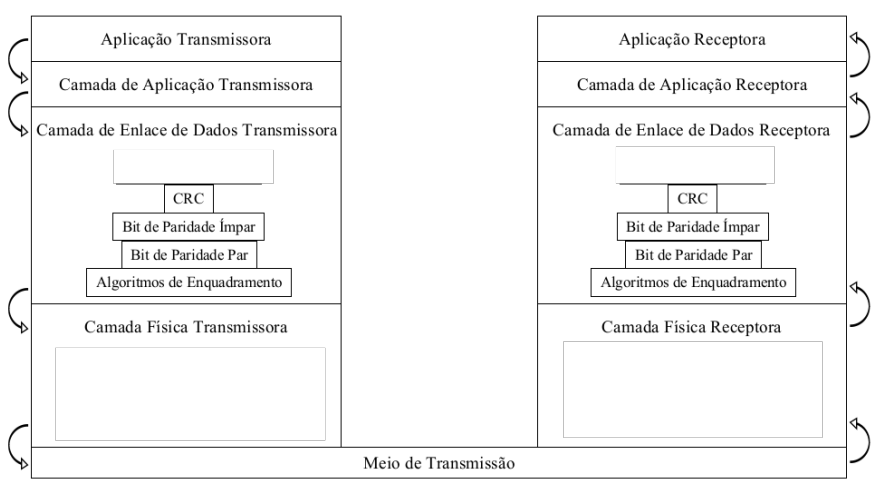 Aplicação Transmissora
Camada de Aplicação Transmissora
Camada de Enlace de Dados Transmissora
CRC
Bit de Paridade Ímpar
Bit de Paridade Par
Algoritmos de Enquadramento
Camada Física Transmissora
Aplicação Receptora
Camada de Aplicação Receptora
Camada de Enlace de Dados Receptora
CRC
Bit de Paridade Ímpar
Bit de Paridade Par
Algoritmos de Enquadramento
Camada Física Receptora
Meio de Transmissão